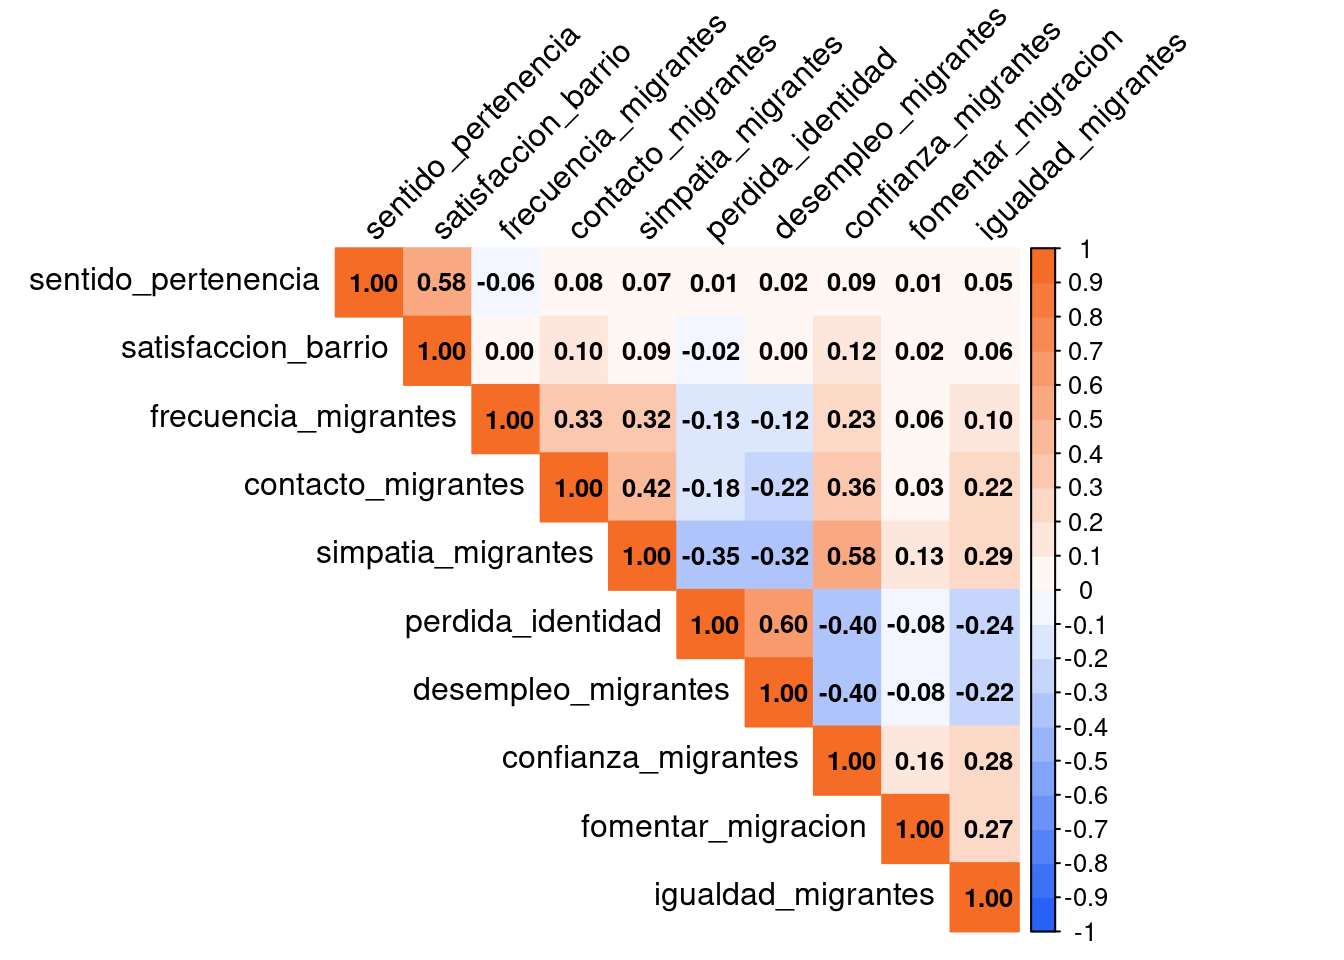 sentido_pertenencia
satisfaccion_barrio
frecuencia_migrantes
contacto_migrantes
simpatia_migrantes
perdida_identidad
desempleo_migrantes
confianza_migrantes
fomentar_migracion
igualdad_migrantes
sentido_pertenencia 1.00 0.58 -0.06 0.08 0.07 0.01 0.02 0.09 0.01 0.05
satisfaccion_barrio 1.00 0.00 0.10 0.09 -0.02 0.00 0.12 0.02 0.06
frecuencia_migrantes 1.00 0.33 0.32 -0.13 -0.12 0.23 0.06 0.10
contacto_migrantes 1.00 0.42 -0.18 -0.22 0.36 0.03 0.22
simpatia_migrantes 1.00 -0.35 -0.32 0.58 0.13 0.29
perdida_identidad 1.00 0.60 -0.40 -0.08 -0.24
desempleo_migrantes 1.00 -0.40 -0.08 -0.22
confianza_migrantes 1.00 0.16 0.28
fomentar_migracion 1.00 0.27
igualdad_migrantes 1.00
1
0.9
0.8
0.7
0.6
0.5
0.4
0.3
0.2
0.1
0
-0.1
-0.2
-0.3
-0.4
-0.5
-0.6
-0.7
-0.8
-0.9
-1